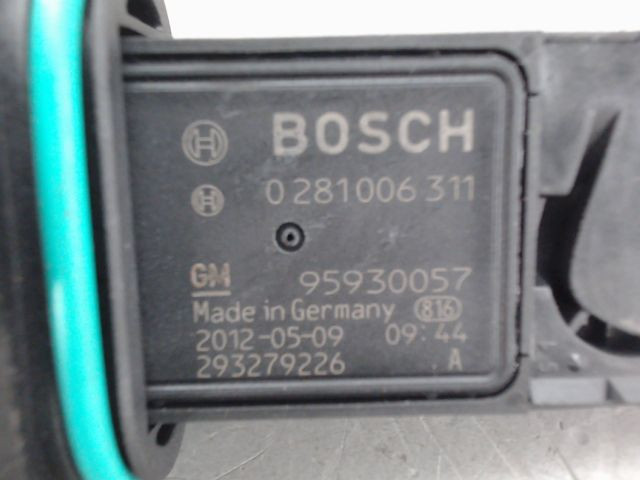 BOSCH
0 281 006 311
GM 95930057
Made in Germany 816
2012-05-09 09:44
293279226 A